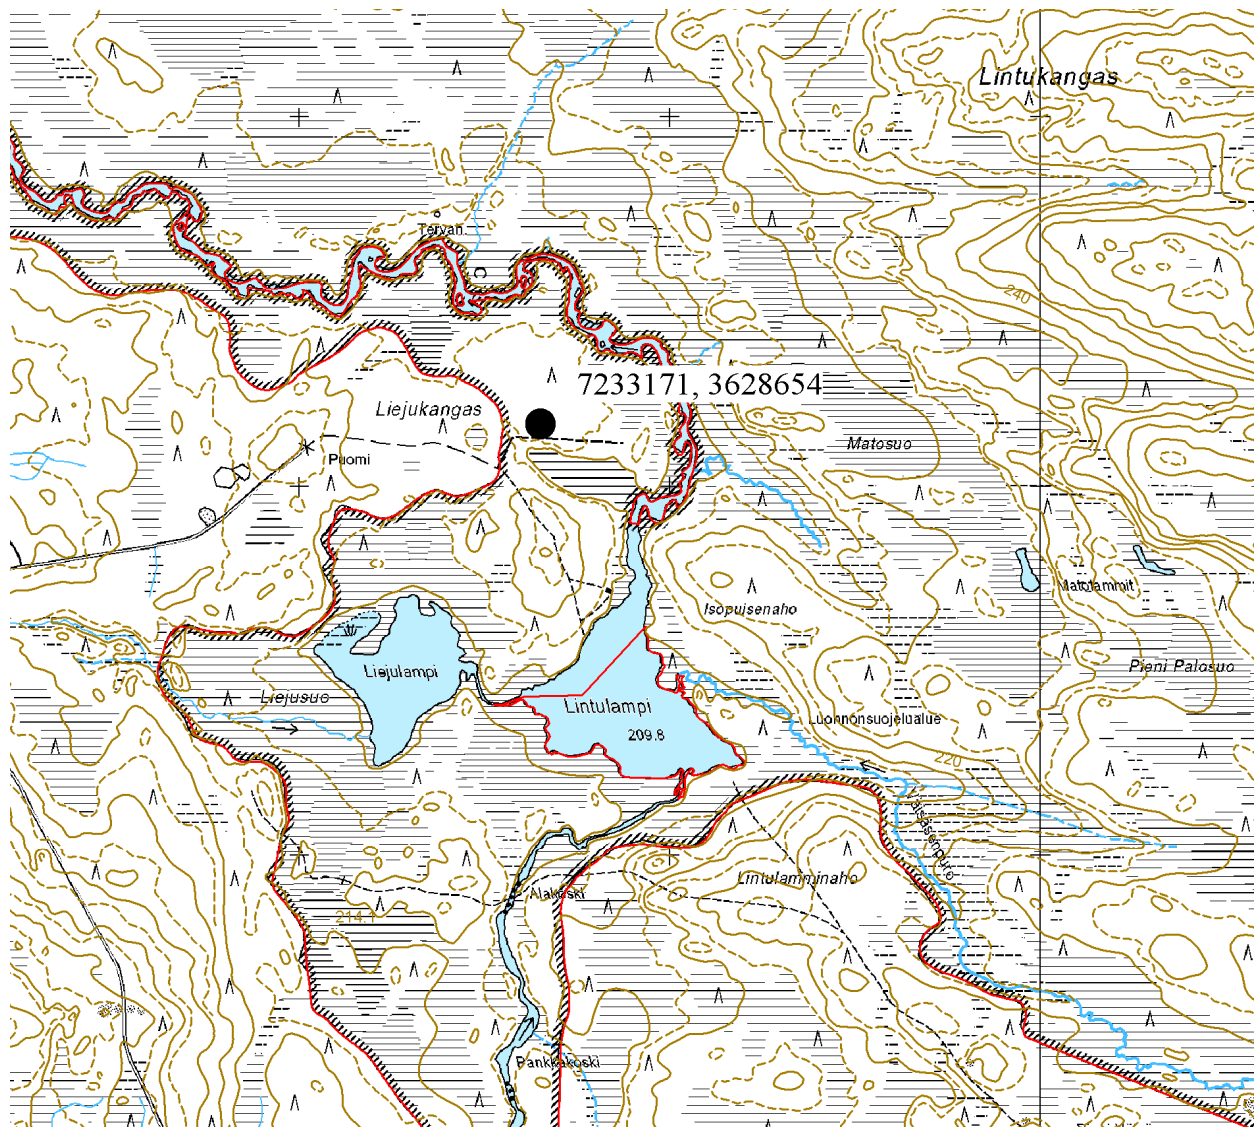 Lintukangas
Tervah.
240
7233171, 3628654
Liejukangas
Matosuo
Puomi
Matolammit
Isopuisenaho
Pieni Palosuo
Liejulampi
Liejusuo
Lintulampi
Luonnonsuojelualue
209.8
220
Lintulamminaho
Alakoski
214.1
Pankkakoski